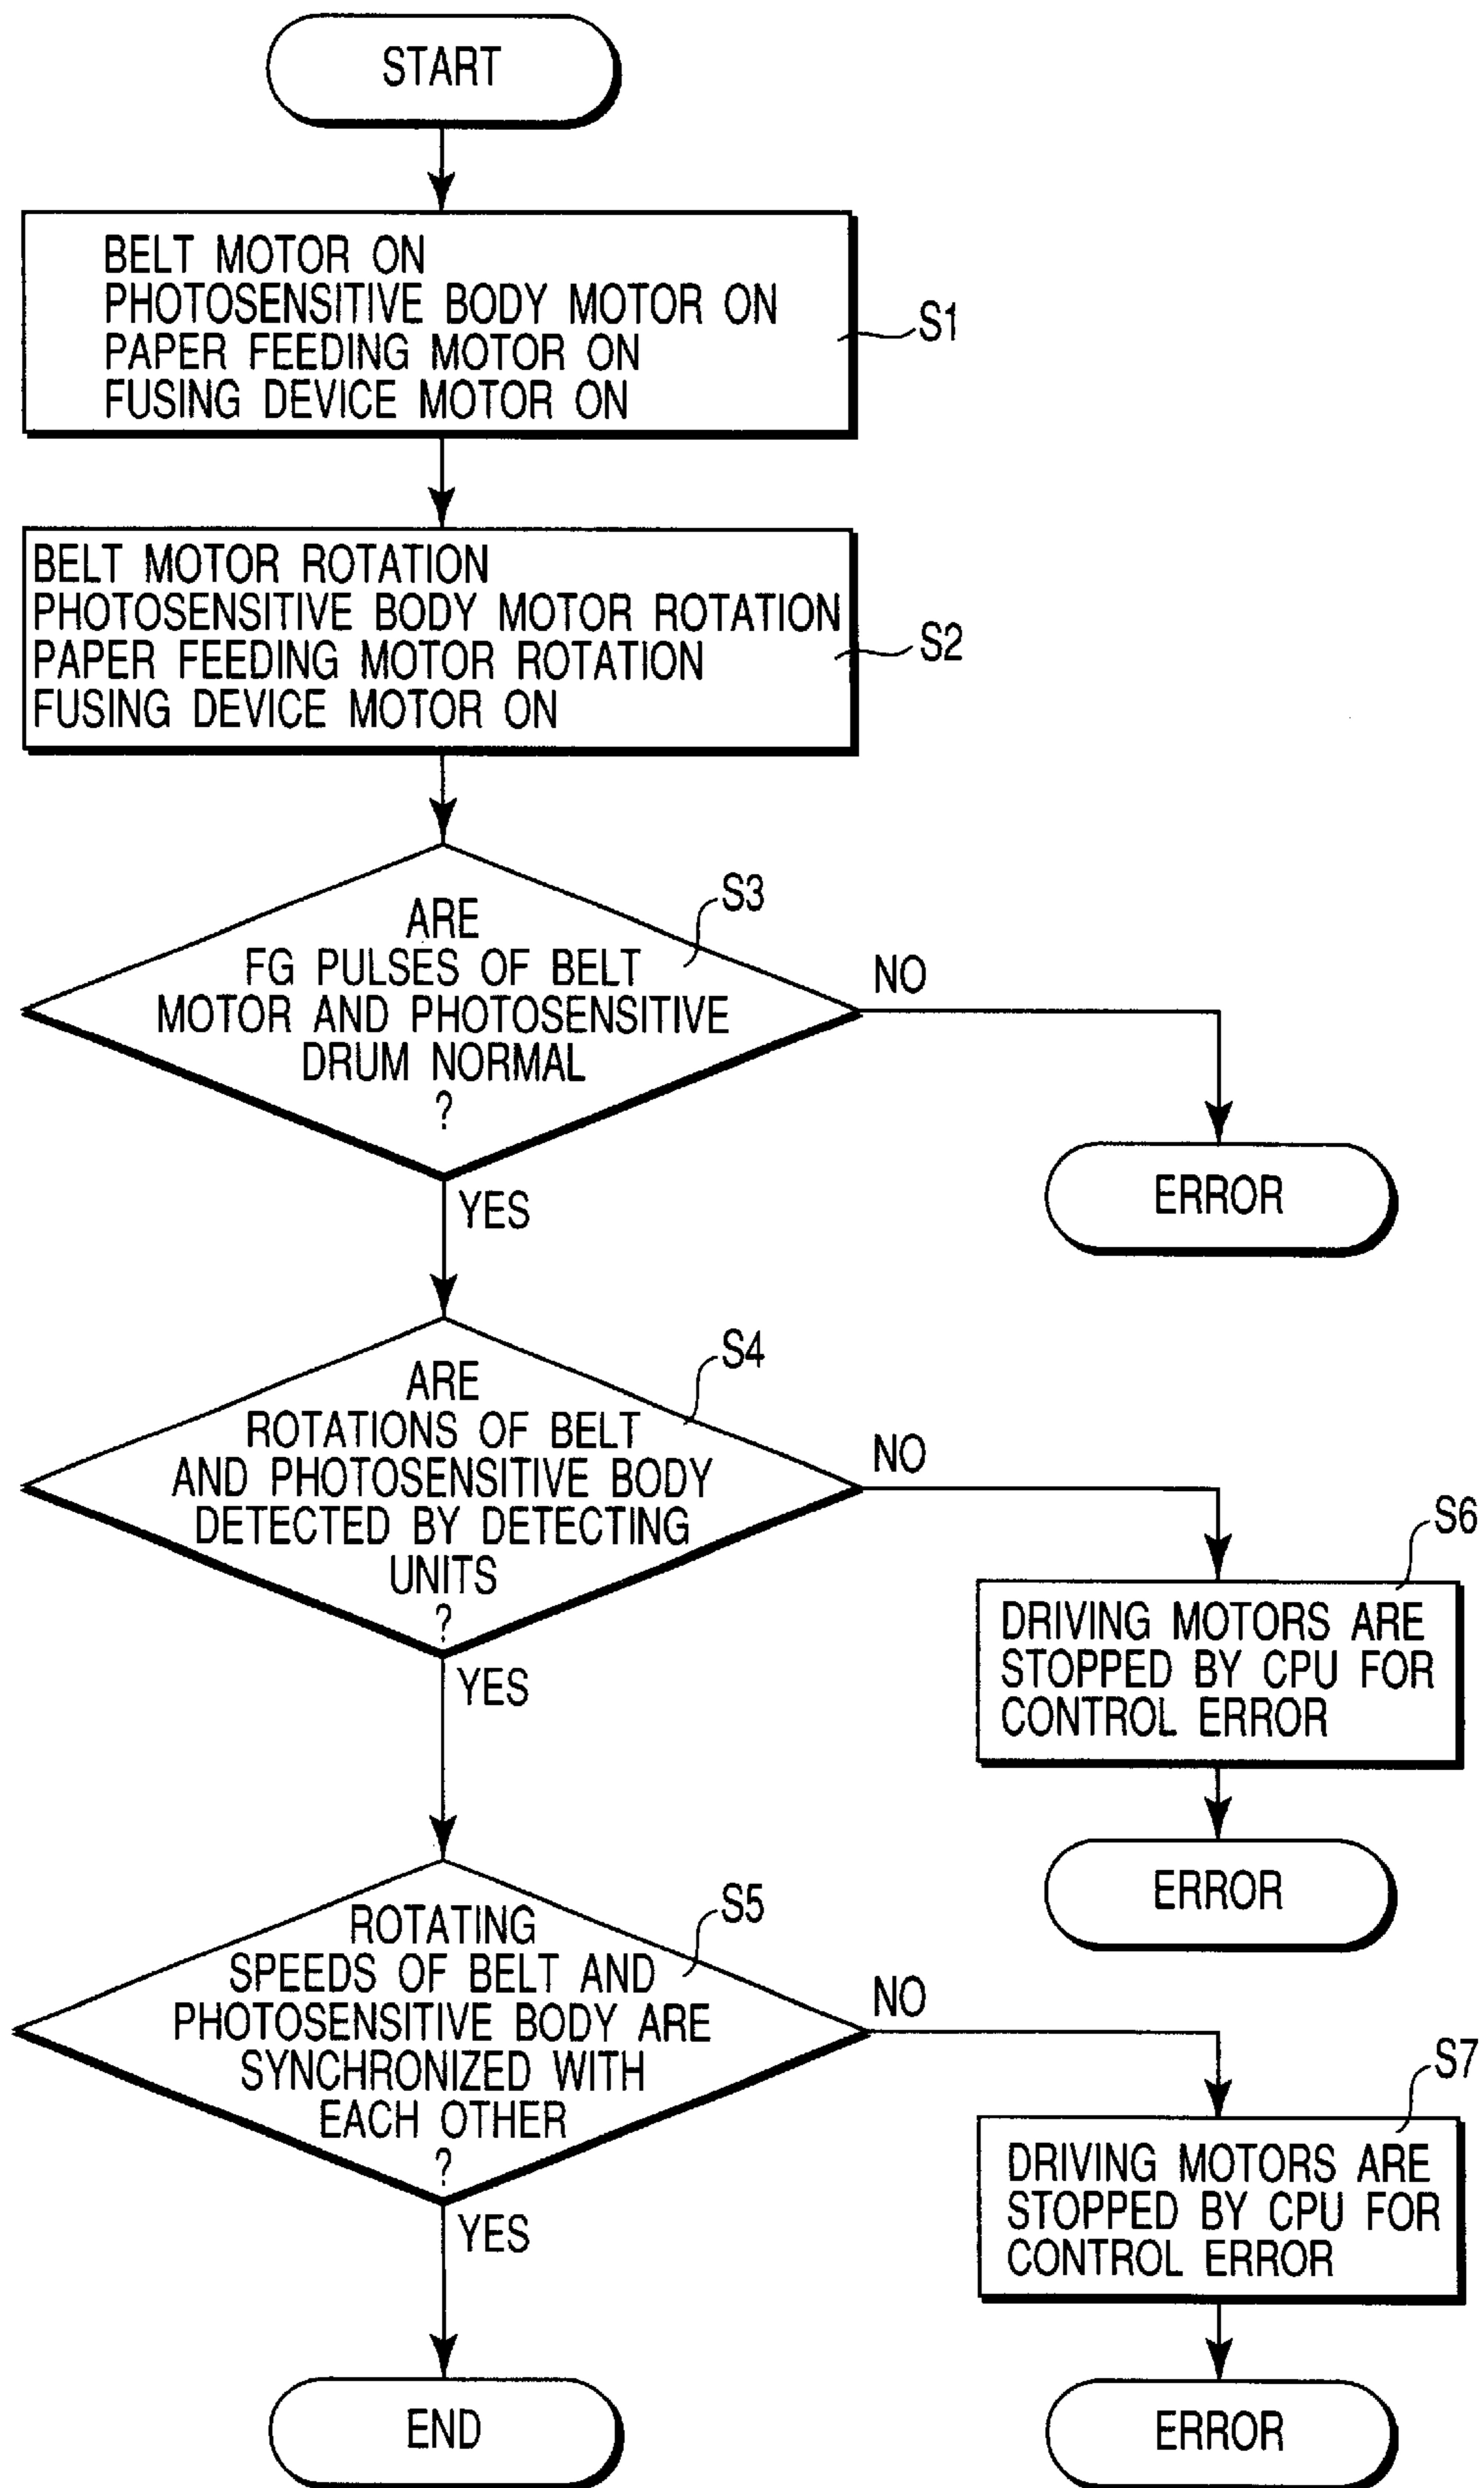 START
BELT MOTOR ON
PHOTOSENSITIVE BODY MOTOR ON
PAPER FEEDING MOTOR ON
FUSING DEVICE MOTOR ON
S1
BELT MOTOR ROTATION
PHOTOSENSITIVE BODY MOTOR ROTATION
PAPER FEEDING MOTOR ROTATION
FUSING DEVICE MOTOR ON
S2
ARE
FG PULSES OF BELT
MOTOR AND PHOTOSENSITIVE
DRUM NORMAL
?
S3
NO
ERROR
YES
ARE
ROTATIONS OF BELT
AND PHOTOSENSITIVE BODY
DETECTED BY DETECTING
UNITS
?
S4
NO
S6
DRIVING MOTORS ARE
STOPPED BY CPU FOR
CONTROL ERROR
ERROR
YES
ROTATING
SPEEDS OF BELT AND
PHOTOSENSITIVE BODY ARE
SYNCHRONIZED WITH
EACH OTHER
?
S5
NO
S7
DRIVING MOTORS ARE
STOPPED BY CPU FOR
CONTROL ERROR
ERROR
YES
END